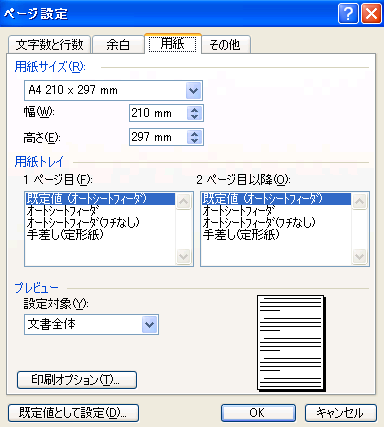 ページ設定
文字数と行数 余白 用紙 その他
用紙サイズ(R):
A4 210 x 297 mm
幅(W): 210 mm
高さ(E): 297 mm
用紙トレイ
1 ページ目(F): 2 ページ目以降(O):
既定値 (オートシートフィーダ) 既定値 (オートシートフィーダ)
オートシートフィーダ オートシートフィーダ
オートシートフィーダ(フチなし) オートシートフィーダ(フチなし)
手差し(定形紙) 手差し(定形紙)
プレビュー
設定対象(Y):
文書全体
印刷オプション(T)...
既定値として設定(D)... OK キャンセル